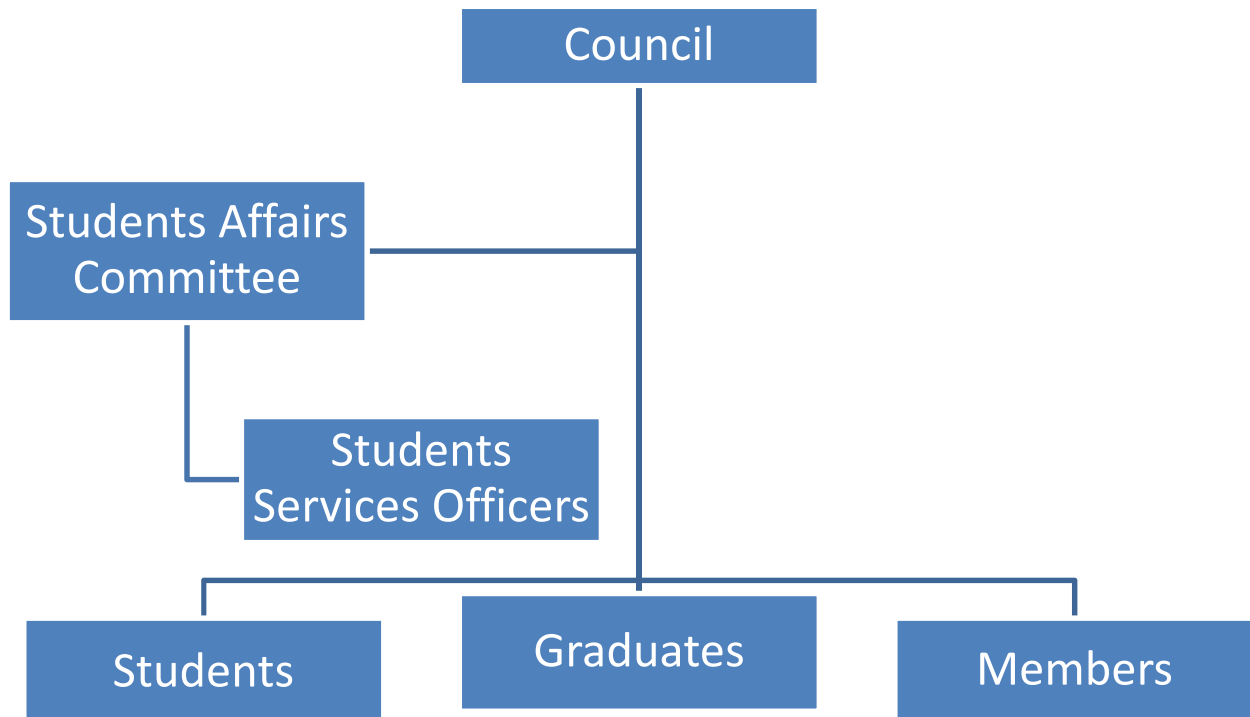 Council
Students Affairs
Committee
Students
Services Officers
Students
Graduates
Members